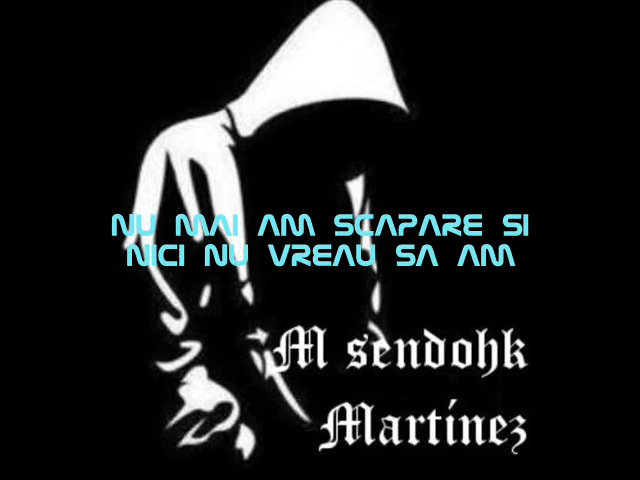 NU MAI AM SCAPARE SI
NICI NU VREAU SA AM
M sendohk
Martinez